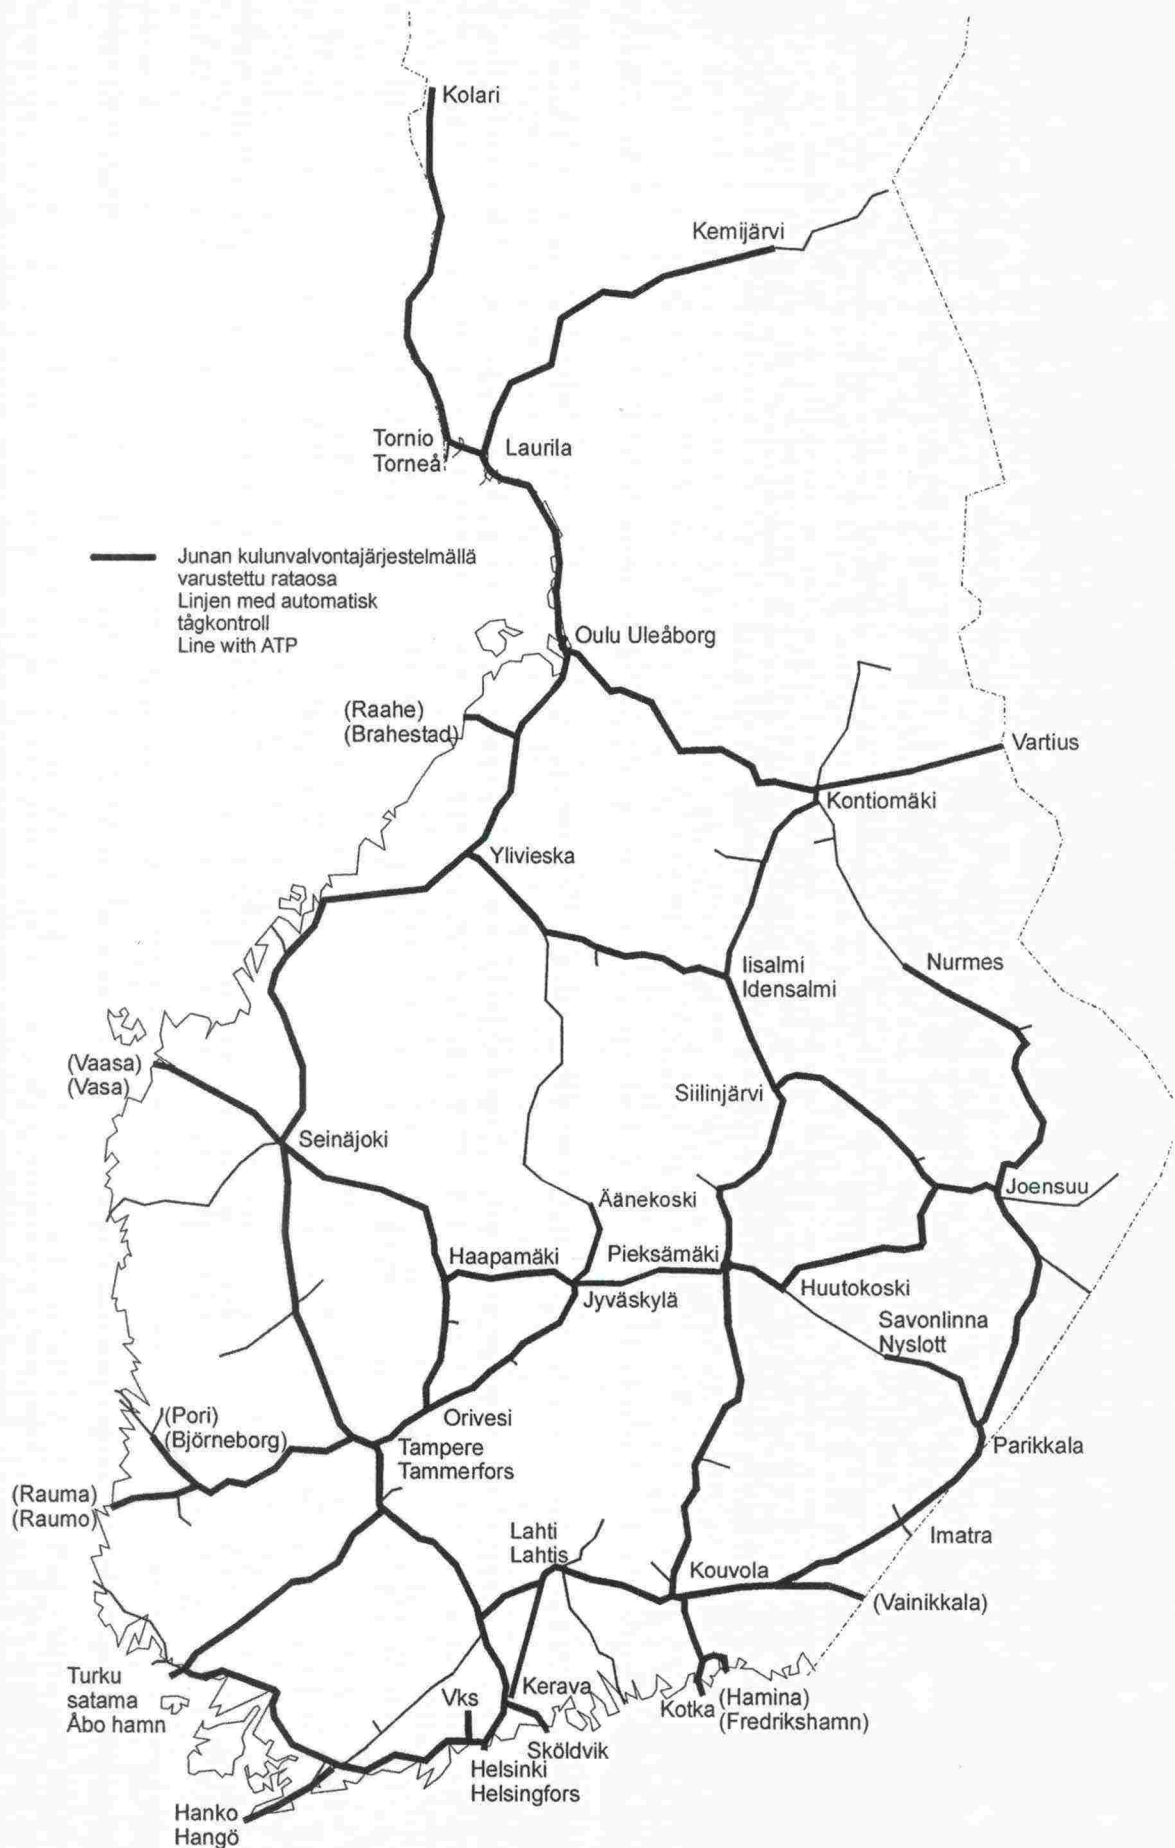 Kolari
Kemijärvi
Tornio
Torneå
Laurila
Junan kulunvalvontajärjestelmällä
varustettu rataosa
Linjen med automatisk
tågkontroll
Line with ATP
Oulu Uleåborg
(Raahe)
(Brahestad)
Vartius
Kontiomäki
Ylivieska
Iisalmi
Idensalmi
Nurmes
(Vaasa)
(Vasa)
Siilinjärvi
Seinäjoki
Joensuu
Äänekoski
Haapamäki
Pieksämäki
Huutokoski
Jyväskylä
Savonlinna
Nyslott
(Pori)
(Björneborg)
Orivesi
Tampere
Tammerfors
Parikkala
(Rauma)
(Raumo)
Lahti
Lahtis
Imatra
Kouvola
(Vainikkala)
Turku
satama
Åbo hamn
Vks
Kerava
Kotka
(Hamina)
(Fredrikshamn)
Sköldvik
Helsinki
Helsingfors
Hanko
Hangö